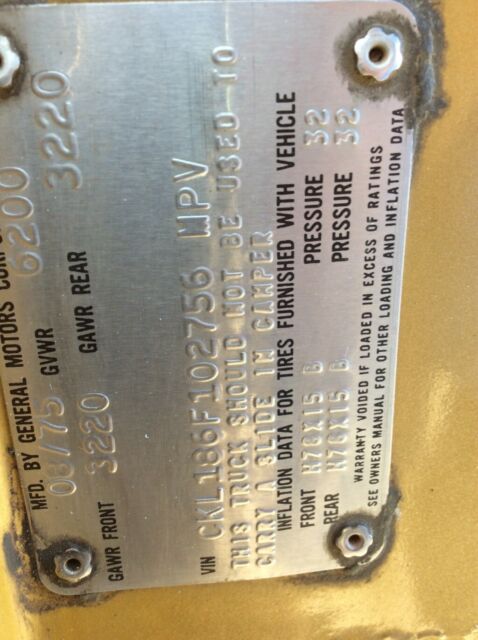 MFD. BY GENERAL MOTORS CORP
08/75 GVWR 6200
GAWR FRONT 3220 GAWR REAR 3220
VIN CKL186F102756 MPV
THIS TRUCK SHOULD NOT BE USED TO
CARRY A SLIDE IN CAMPER
INFLATION DATA FOR TIRES FURNISHED WITH VEHICLE
FRONT H78X15 B PRESSURE 32
REAR H78X15 B PRESSURE 32
WARRANTY VOIDED IF LOADED IN EXCESS OF RATINGS
SEE OWNERS MANUAL FOR OTHER LOADING AND INFLATION DATA